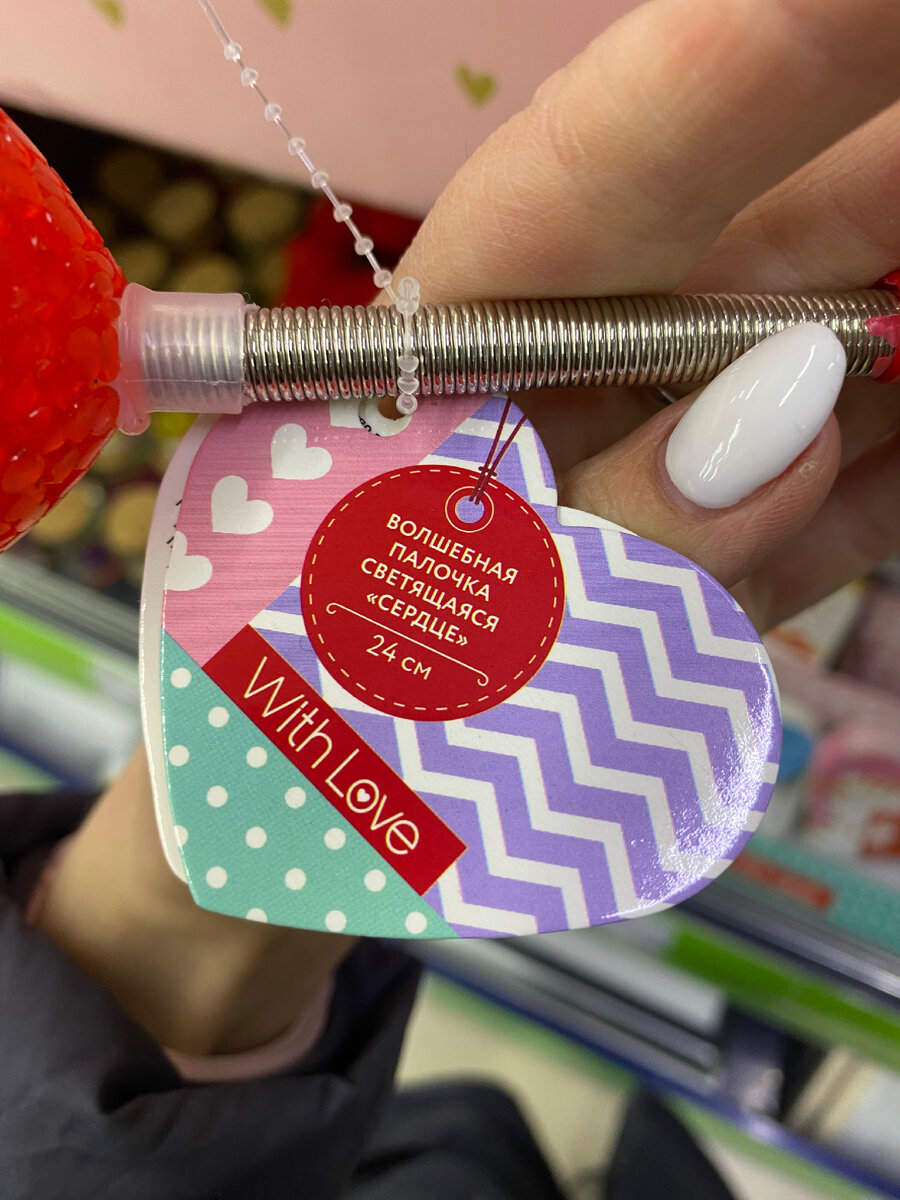 ВОЛШЕБНАЯ
ПАЛОЧКА
СВЕТЯЩАЯСЯ
«СЕРДЦЕ»
24 см
With Love